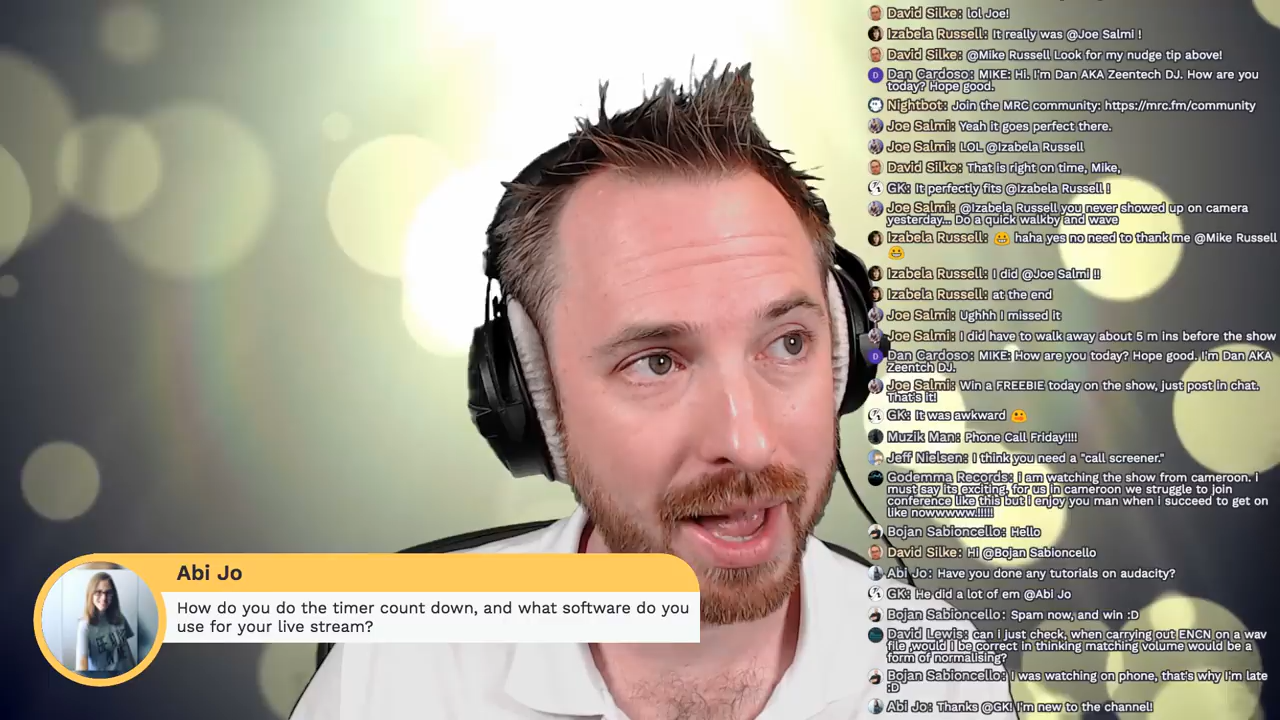 David Silke: lol Joe!
Izabela Russell: It really was @Joe Salmi !
David Silke: @Mike Russell Look for my nudge tip above!
D Dan Cardoso: MIKE: Hi. I'm Dan AKA Zeentech DJ. How are you
today? Hope good.
Nightbot: Join the MRC community: https://mrc.fm/community
Joe Salmi: Yeah it goes perfect there.
Joe Salmi: LOL @Izabela Russell
David Silke: That is right on time, Mike,
GK: It perfectly fits @Izabela Russell !
Joe Salmi: @Izabela Russell you never showed up on camera
yesterday... Do a quick walkby and wave
Izabela Russell: 😀 haha yes no need to thank me @Mike Russell
😀
Izabela Russell: I did @Joe Salmi !!
Izabela Russell: at the end
Joe Salmi: Ughhh I missed it
Joe Salmi: I did have to walk away about 5 m ins before the show
D Dan Cardoso: MIKE: How are you today? Hope good. I'm Dan AKA
Zeentch DJ.
Joe Salmi: Win a FREEBIE today on the show, just post in chat.
That's it!
GK: It was awkward 😀
Muzik Man: Phone Call Friday!!!!
Jeff Nielsen: I think you need a "call screener."
Godemma Records: i am watching the show from cameroon. i
must say its exciting. for us in cameroon we struggle to join
conference like this but i enjoy you man when i succeed to get on
like nowwwww.!!!!!
Bojan Sabioncello: Hello
David Silke: Hi @Bojan Sabioncello
Abi Jo: Have you done any tutorials on audacity?
GK: He did a lot of em @Abi Jo
Bojan Sabioncello: Spam now, and win :D
David Lewis: can i just check, when carrying out ENCN on a wav
file ,would i be correct in thinking matching volume would be a
form of normalising?
Bojan Sabioncello: I was watching on phone, that's why I'm late
:D
Abi Jo: Thanks @GK! I'm new to the channel!
Abi Jo
How do you do the timer count down, and what software do you
use for your live stream?